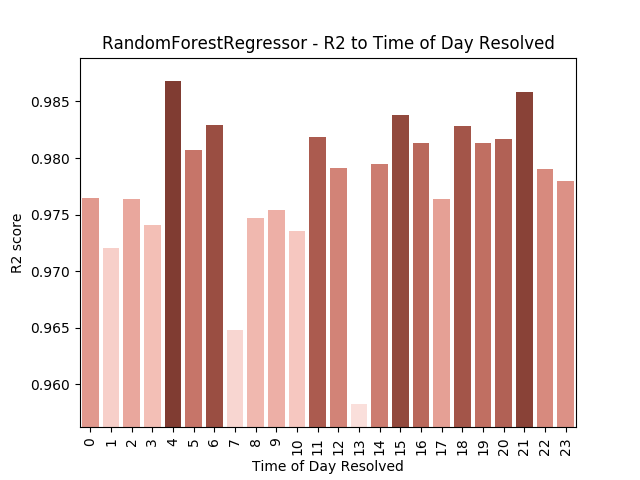 RandomForestRegressor - R2 to Time of Day Resolved
0.985
0.980
0.975
0.970
0.965
0.960
R2 score
0 1 2 3 4 5 6 7 8 9 10 11 12 13 14 15 16 17 18 19 20 21 22 23
Time of Day Resolved